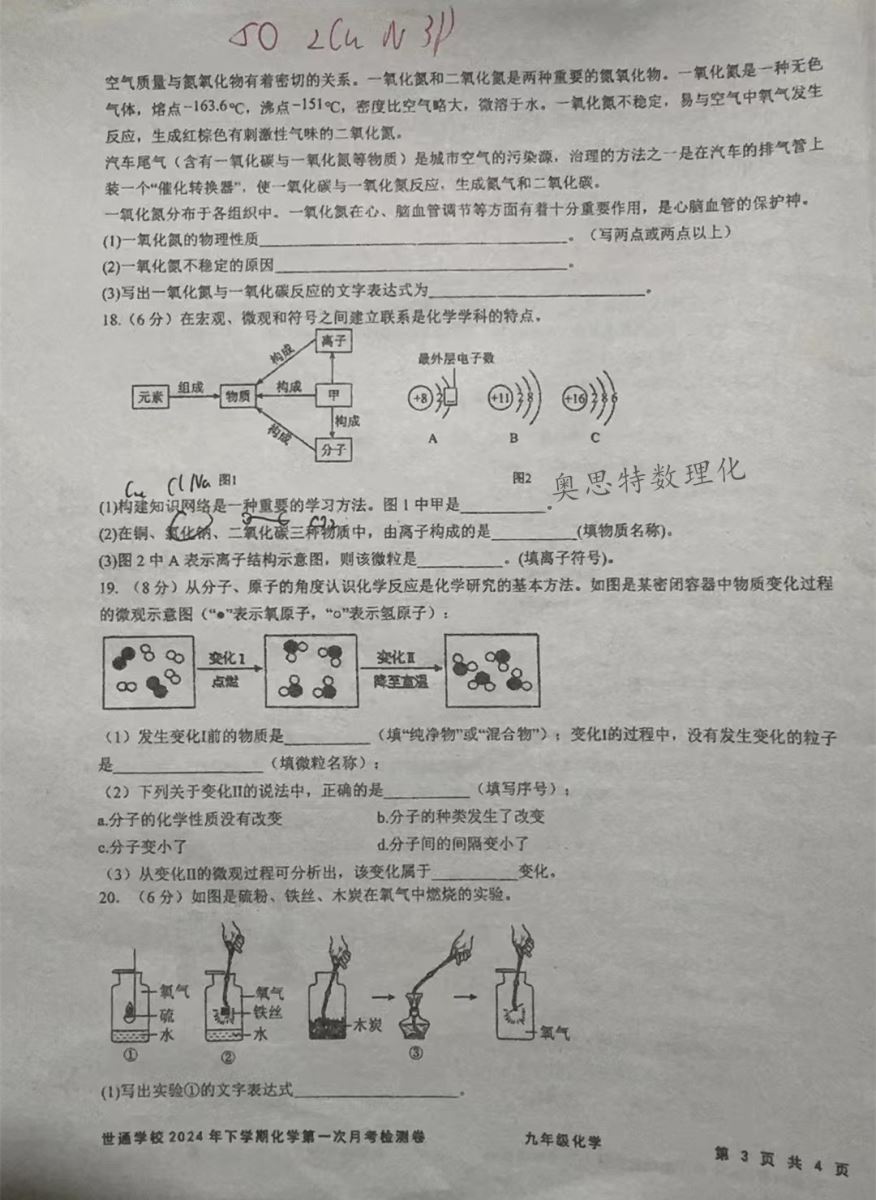 5O 2Cu N 3P
空气质量与氮氧化物有着密切的关系。一氧化氮和二氧化氮是两种重要的氮氧化物。一氧化氮是一种无色
气体，熔点-163.6℃，沸点-151℃，密度比空气略大，微溶于水。一氧化氮不稳定，易与空气中氧气发生
反应，生成红棕色有刺激性气味的二氧化氮。
汽车尾气（含有一氧化碳与一氧化氮等物质）是城市空气的污染源，治理的方法之一是在汽车的排气管上
装一个“催化转换器”，使一氧化碳与一氧化氮反应，生成氮气和二氧化碳。
一氧化氮分布于各组织中。一氧化氮在心、脑血管调节等方面有着十分重要作用，是心脑血管的保护神。
(1)一氧化氮的物理性质____________。（写两点或两点以上）
(2)一氧化氮不稳定的原因____________。
(3)写出一氧化氮与一氧化碳反应的文字表达式为____________。
18.（6分）在宏观、微观和符号之间建立联系是化学学科的特点。
离子
构成
元素 组成 物质 构成 甲
构成
构成
分子
最外层电子数
+8 2
+11 2 8
+16 2 8 6
A B C
图1 图2
奥思特数理化
Cu Cl Na
(1)构建知识网络是一种重要的学习方法。图1中甲是________。
(2)在铜、氯化钠、二氧化碳三种物质中，由离子构成的是________(填物质名称)。
(3)图2中A表示离子结构示意图，则该微粒是________。(填离子符号)。
19.（8分）从分子、原子的角度认识化学反应是化学研究的基本方法。如图是某密闭容器中物质变化过程
的微观示意图（“●”表示氧原子，“○”表示氢原子）：
变化Ⅰ 点燃 变化Ⅱ 降至室温
（1）发生变化Ⅰ前的物质是________（填“纯净物”或“混合物”）；变化Ⅰ的过程中，没有发生变化的粒子
是____________（填微粒名称）；
（2）下列关于变化Ⅱ的说法中，正确的是________（填写序号）；
a.分子的化学性质没有改变 b.分子的种类发生了改变
c.分子变小了 d.分子间的间隔变小了
（3）从变化Ⅱ的微观过程可分析出，该变化属于________变化。
20.（6分）如图是硫粉、铁丝、木炭在氧气中燃烧的实验。
氧气
硫
水
①
氧气
铁丝
水
②
木炭
③
氧气
(1)写出实验①的文字表达式____________。
世通学校2024年下学期化学第一次月考检测卷 九年级化学 第 3 页 共 4 页